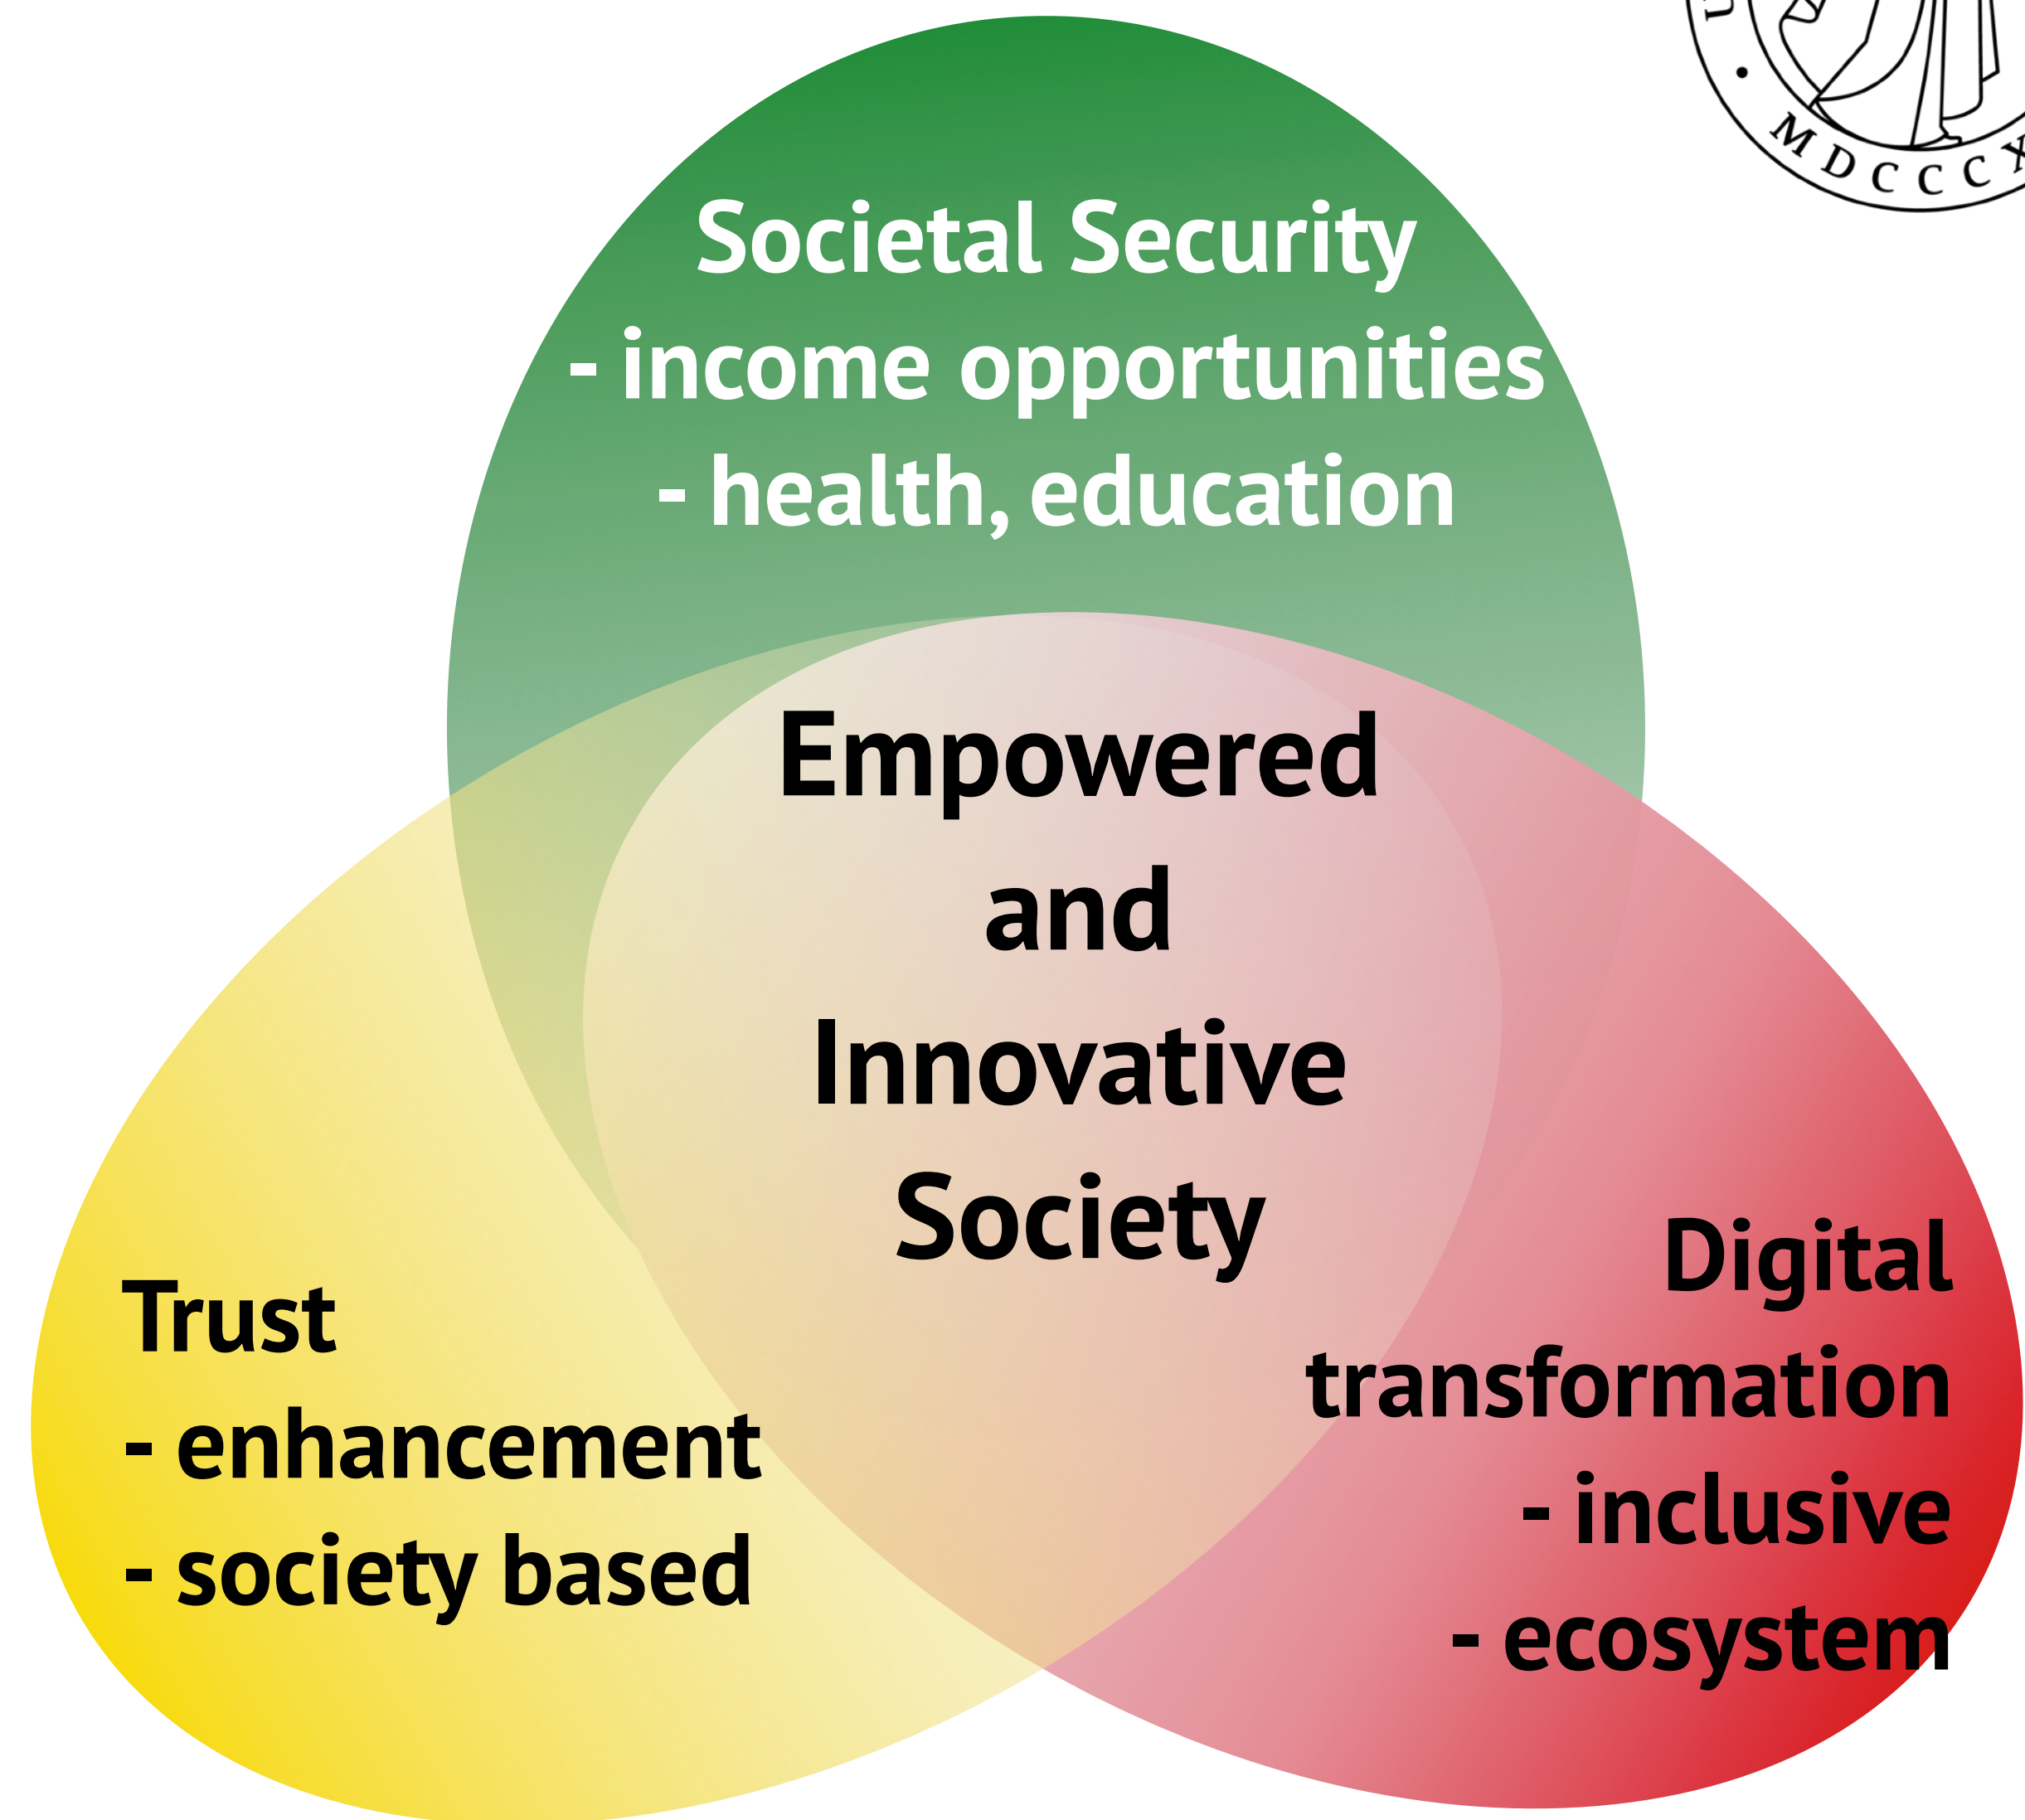 MDCCCX
Societal Security
- income opportunities
- health, education
Empowered
and
Innovative
Society
Trust
- enhancement
- society based
Digital
transformation
- inclusive
- ecosystem